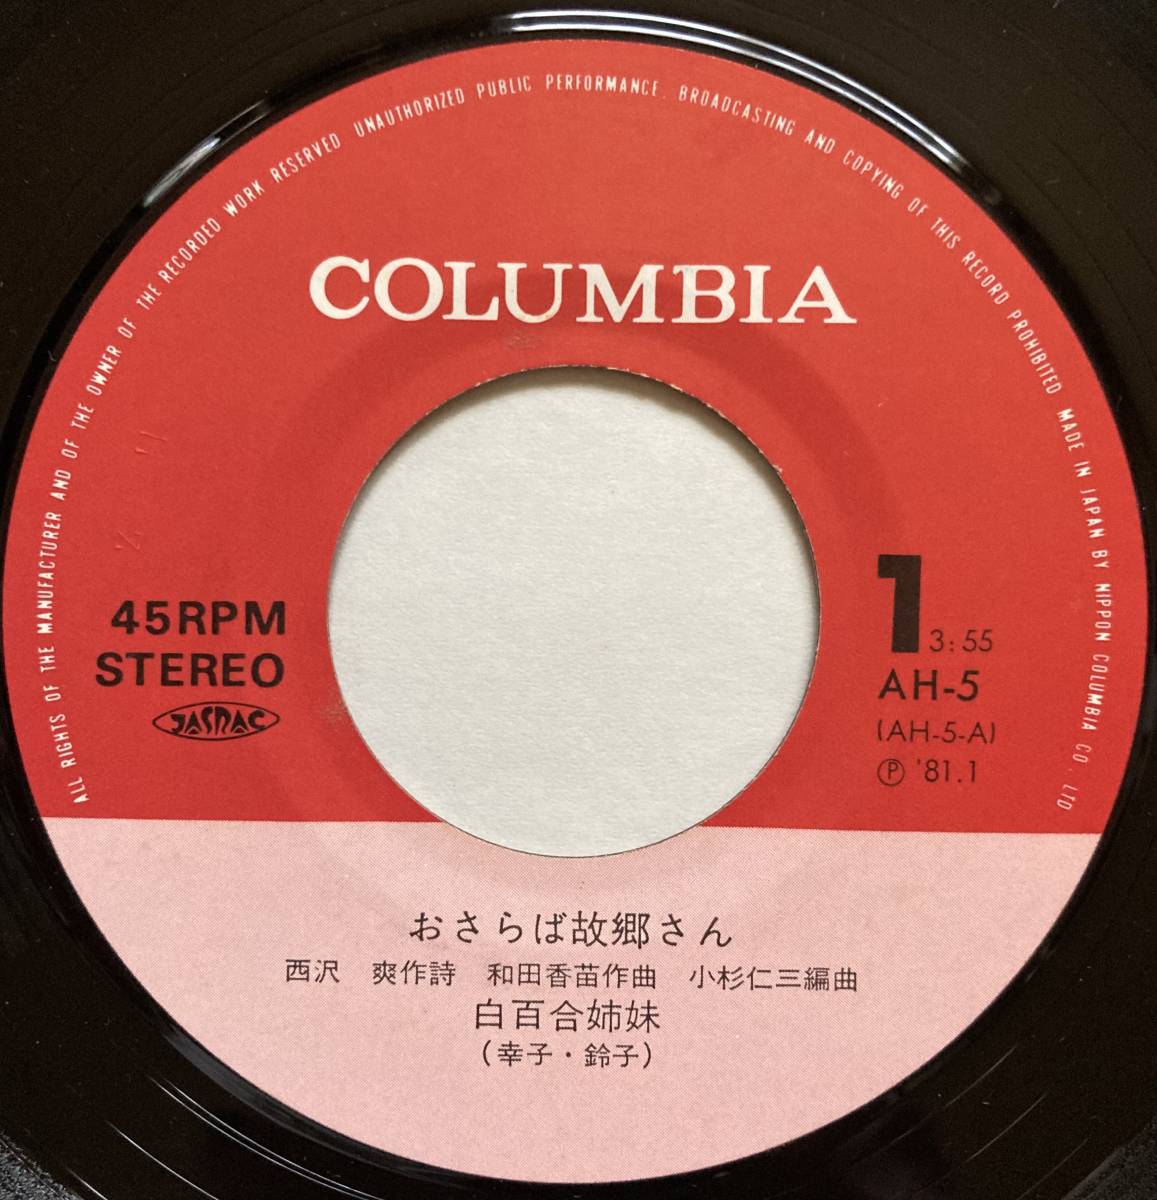 ALL RIGHTS OF THE MANUFACTURER AND OF THE OWNER OF THE RECORDED WORK RESERVED UNAUTHORIZED PUBLIC PERFORMANCE. BROADCASTING AND COPYING OF THIS RECORD PROHIBITED MADE IN JAPAN BY NIPPON COLUMBIA CO., LTD
COLUMBIA
45RPM
STEREO
JASRAC
1 3:55
AH-5
(AH-5-A)
Ⓟ '81.1
おさらば故郷さん
西沢 爽作詩 和田香苗作曲 小杉仁三編曲
白百合姉妹
(幸子・鈴子)